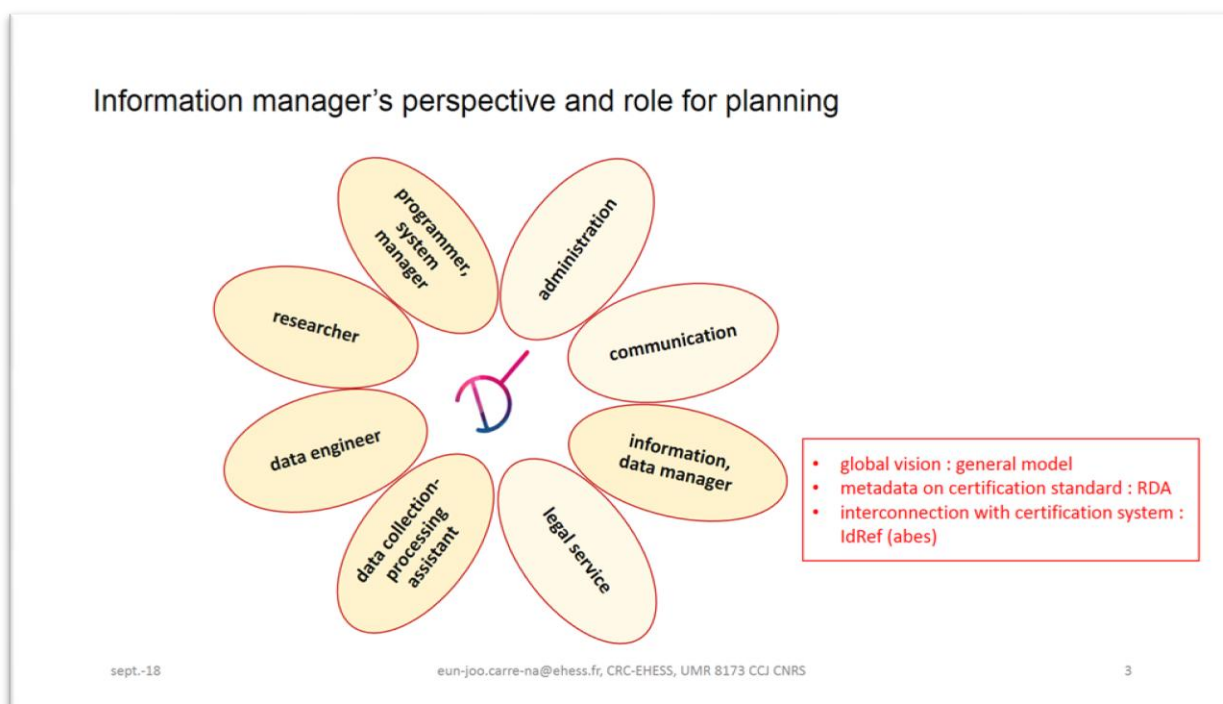 Information manager's perspective and role for planning
programmer,
system
manager
administration
researcher
communication
data engineer
information,
data manager
data collection-
processing
assistant
legal service
• global vision : general model
• metadata on certification standard : RDA
• interconnection with certification system :
IdRef (abes)
sept.-18
eun-joo.carre-na@ehess.fr, CRC-EHESS, UMR 8173 CCJ CNRS
3